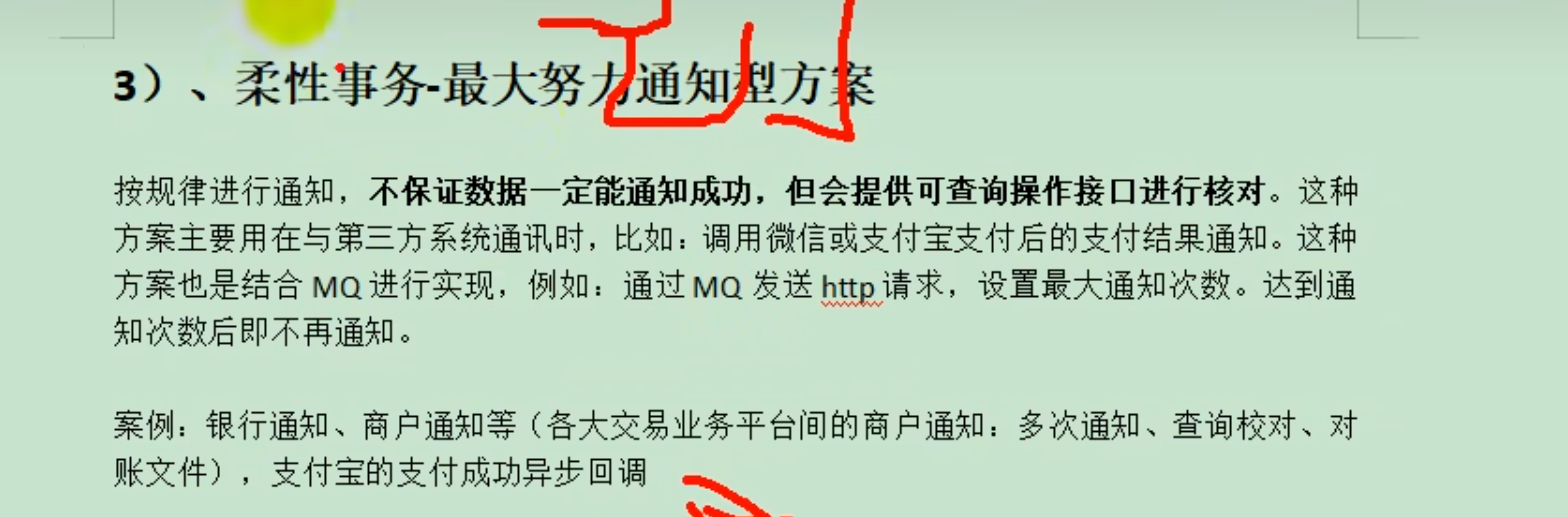 3）、柔性事务-最大努力通知型方案
按规律进行通知，不保证数据一定能通知成功，但会提供可查询操作接口进行核对。这种
方案主要用在与第三方系统通讯时，比如：调用微信或支付宝支付后的支付结果通知。这种
方案也是结合 MQ 进行实现，例如：通过 MQ 发送 http 请求，设置最大通知次数。达到通
知次数后即不再通知。
案例：银行通知、商户通知等（各大交易业务平台间的商户通知：多次通知、查询校对、对
账文件），支付宝的支付成功异步回调